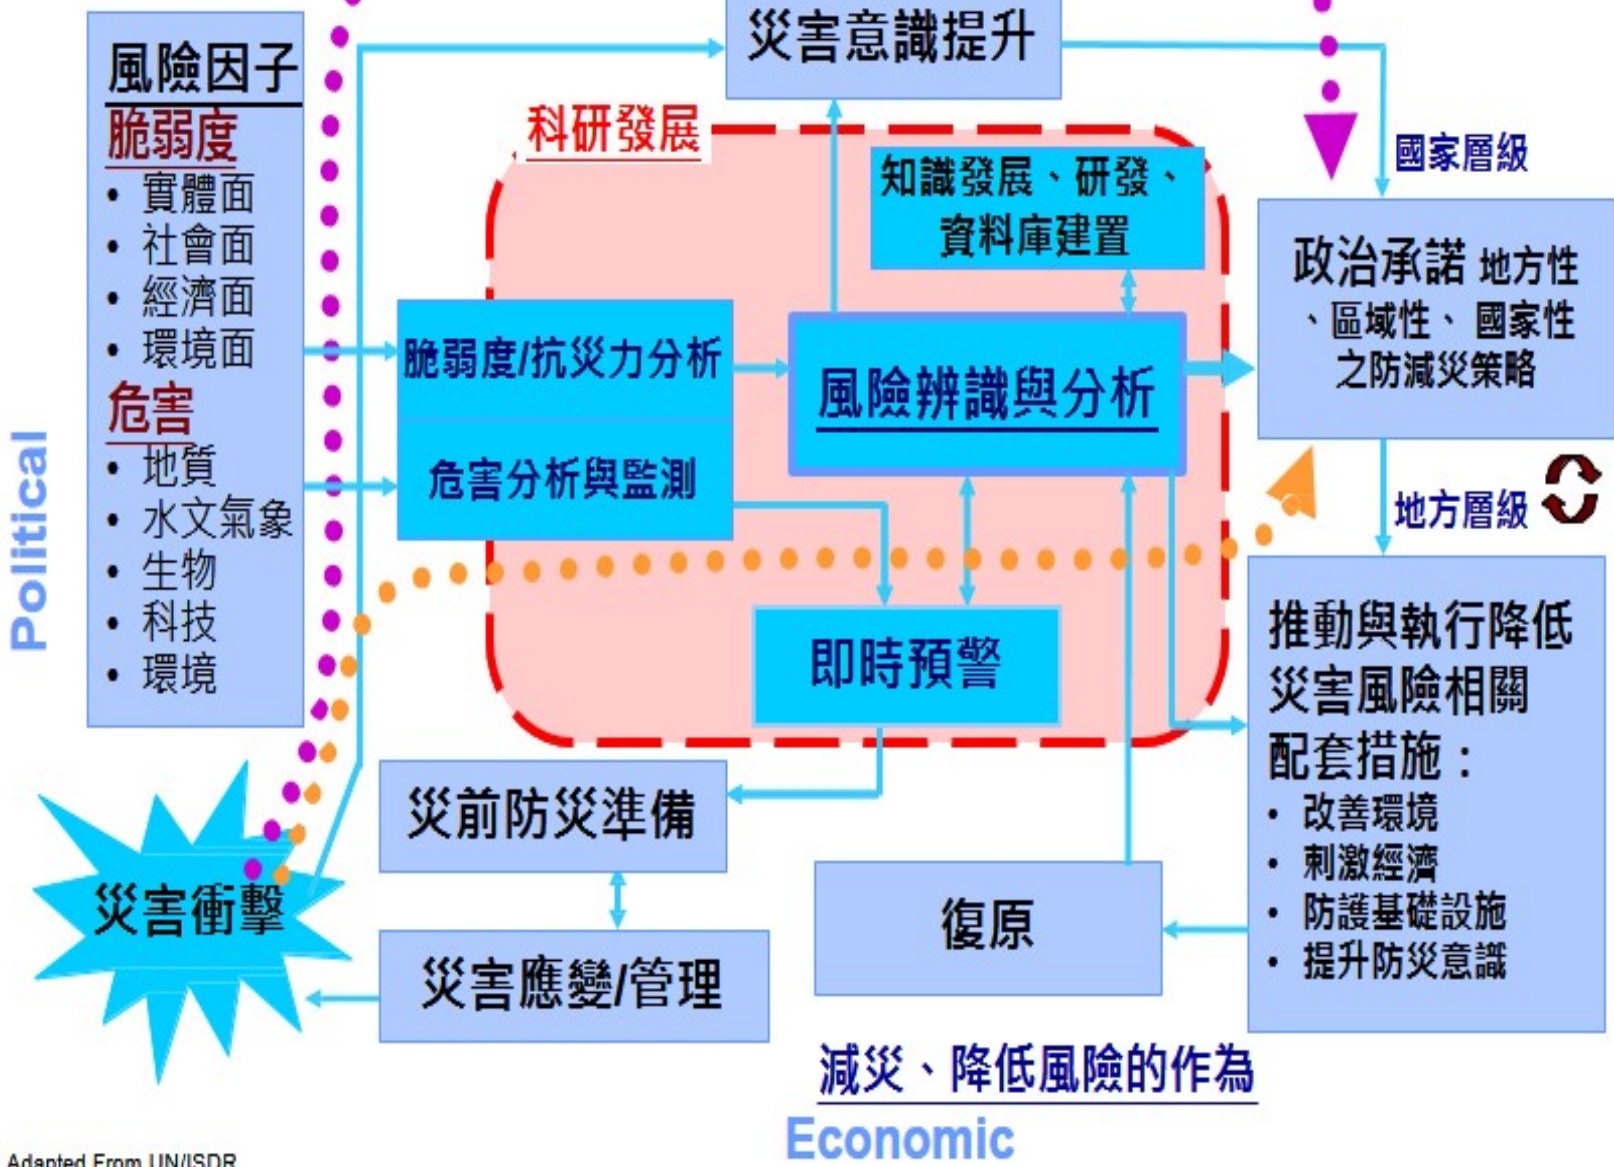 災害意識提升
風險因子
脆弱度
• 實體面
• 社會面
• 經濟面
• 環境面
危害
• 地質
• 水文氣象
• 生物
• 科技
• 環境
Political
科研發展
知識發展、研發、
資料庫建置
脆弱度/抗災力分析
危害分析與監測
風險辨識與分析
即時預警
國家層級
政治承諾 地方性
、區域性、 國家性
之防減災策略
地方層級
推動與執行降低
災害風險相關
配套措施：
• 改善環境
• 刺激經濟
• 防護基礎設施
• 提升防災意識
災前防災準備
災害衝擊
災害應變/管理
復原
減災、降低風險的作為
Economic
Adapted From UN/ISDR